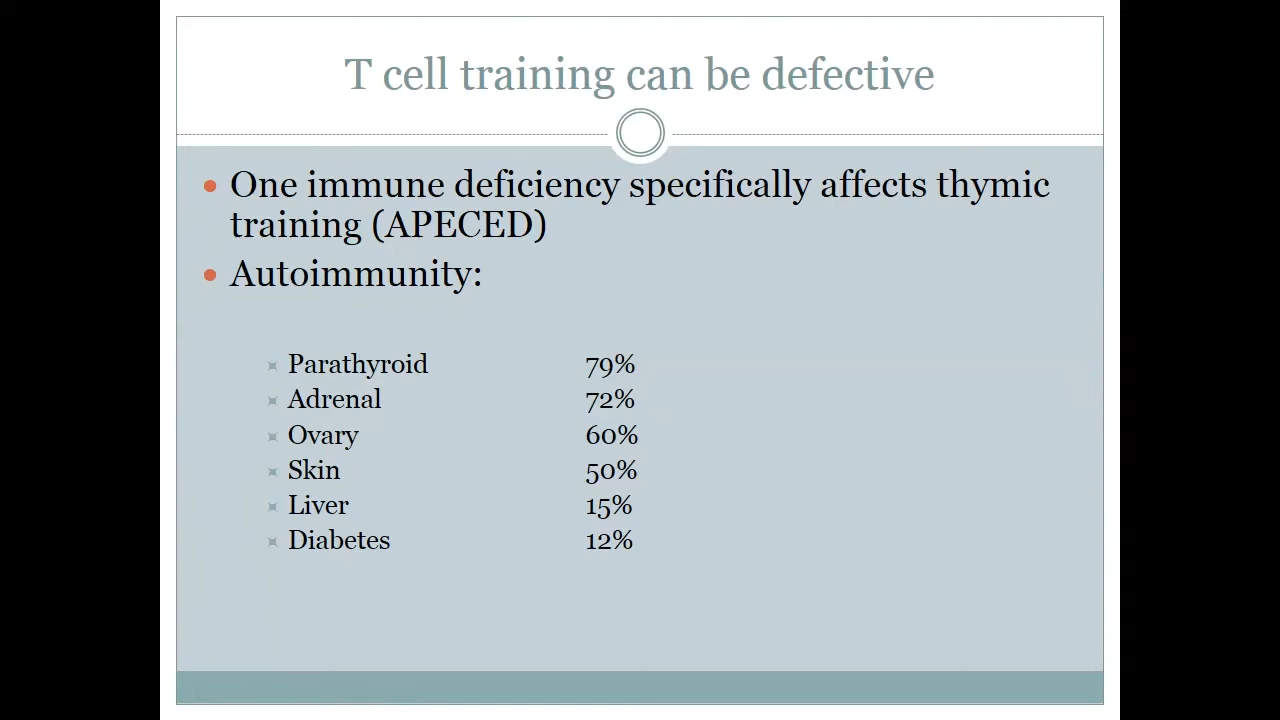 T cell training can be defective
One immune deficiency specifically affects thymic
training (APECED)
Autoimmunity:
Parathyroid 79%
Adrenal 72%
Ovary 60%
Skin 50%
Liver 15%
Diabetes 12%